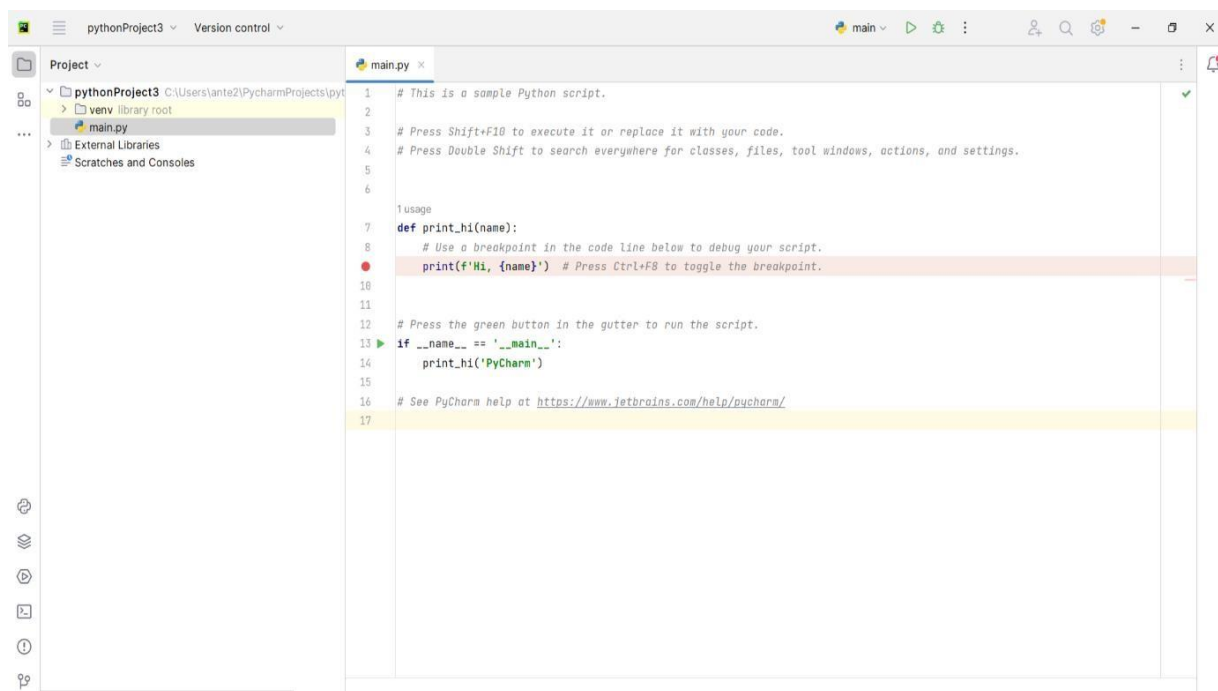 pythonProject3 Version control main
Project
main.py
pythonProject3 C:\Users\ante2\PycharmProjects\pyt
venv library root
main.py
External Libraries
Scratches and Consoles
1 # This is a sample Python script.
2
3 # Press Shift+F10 to execute it or replace it with your code.
4 # Press Double Shift to search everywhere for classes, files, tool windows, actions, and settings.
5
6
1 usage
7 def print_hi(name):
8 # Use a breakpoint in the code line below to debug your script.
print(f'Hi, {name}') # Press Ctrl+F8 to toggle the breakpoint.
10
11
12 # Press the green button in the gutter to run the script.
13 if __name__ == '__main__':
14 print_hi('PyCharm')
15
16 # See PyCharm help at https://www.jetbrains.com/help/pycharm/
17